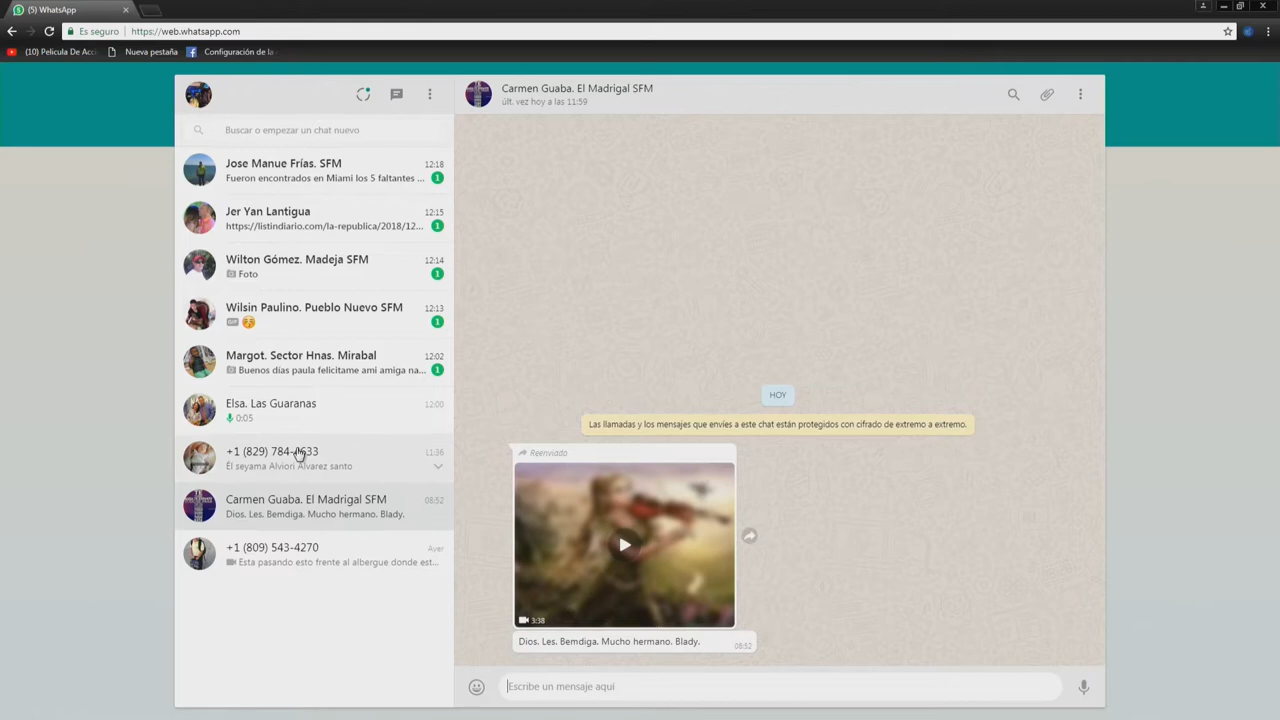 (5) WhatsApp
Es seguro
https://web.whatsapp.com
(10) Pelicula De Acci
Nueva pestaña
Configuración de la
Buscar o empezar un chat nuevo
Jose Manue Frías. SFM 12:18
Fueron encontrados en Miami los 5 faltantes ... 1
Jer Yan Lantigua 12:15
https://listindiario.com/la-republica/2018/12... 1
Wilton Gómez. Madeja SFM 12:14
Foto 1
Wilsin Paulino. Pueblo Nuevo SFM 12:13
GIF 1
Margot. Sector Hnas. Mirabal 12:02
Buenos días paula felicitame ami amiga na... 1
Elsa. Las Guaranas 12:00
0:05
+1 (829) 784- 633 11:36
Él seyama Alviori Álvarez santo
Carmen Guaba. El Madrigal SFM 08:52
Dios. Les. Bemdiga. Mucho hermano. Blady.
+1 (809) 543-4270 Ayer
Esta pasando esto frente al albergue donde est...
Carmen Guaba. El Madrigal SFM
últ. vez hoy a las 11:59
HOY
Las llamadas y los mensajes que envíes a este chat están protegidos con cifrado de extremo a extremo.
Reenviado
3:38
Dios. Les. Bemdiga. Mucho hermano. Blady. 08:52
Escribe un mensaje aquí